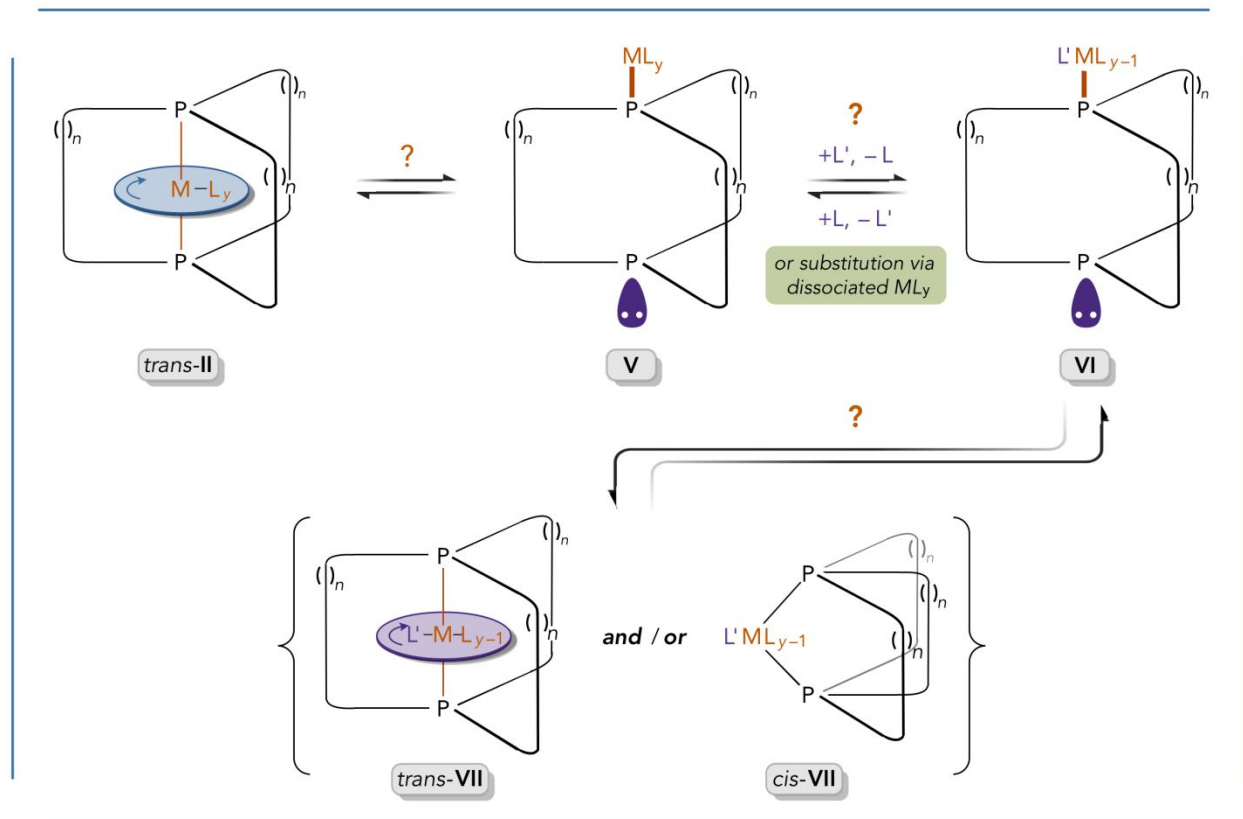 MLy
L'MLy–1
P
P
P
( )n
( )n
( )n
( )n
( )n
( )n
?
?
+L', – L
( )n
( )n
( )n
M–Ly
+L, – L'
P
P
P
or substitution via
dissociated MLy
trans-II
V
VI
?
( )n
( )n
( )n
( )n
( )n
( )n
P
P
L'-M-Ly–1
and / or
L'MLy–1
P
P
trans-VII
cis-VII